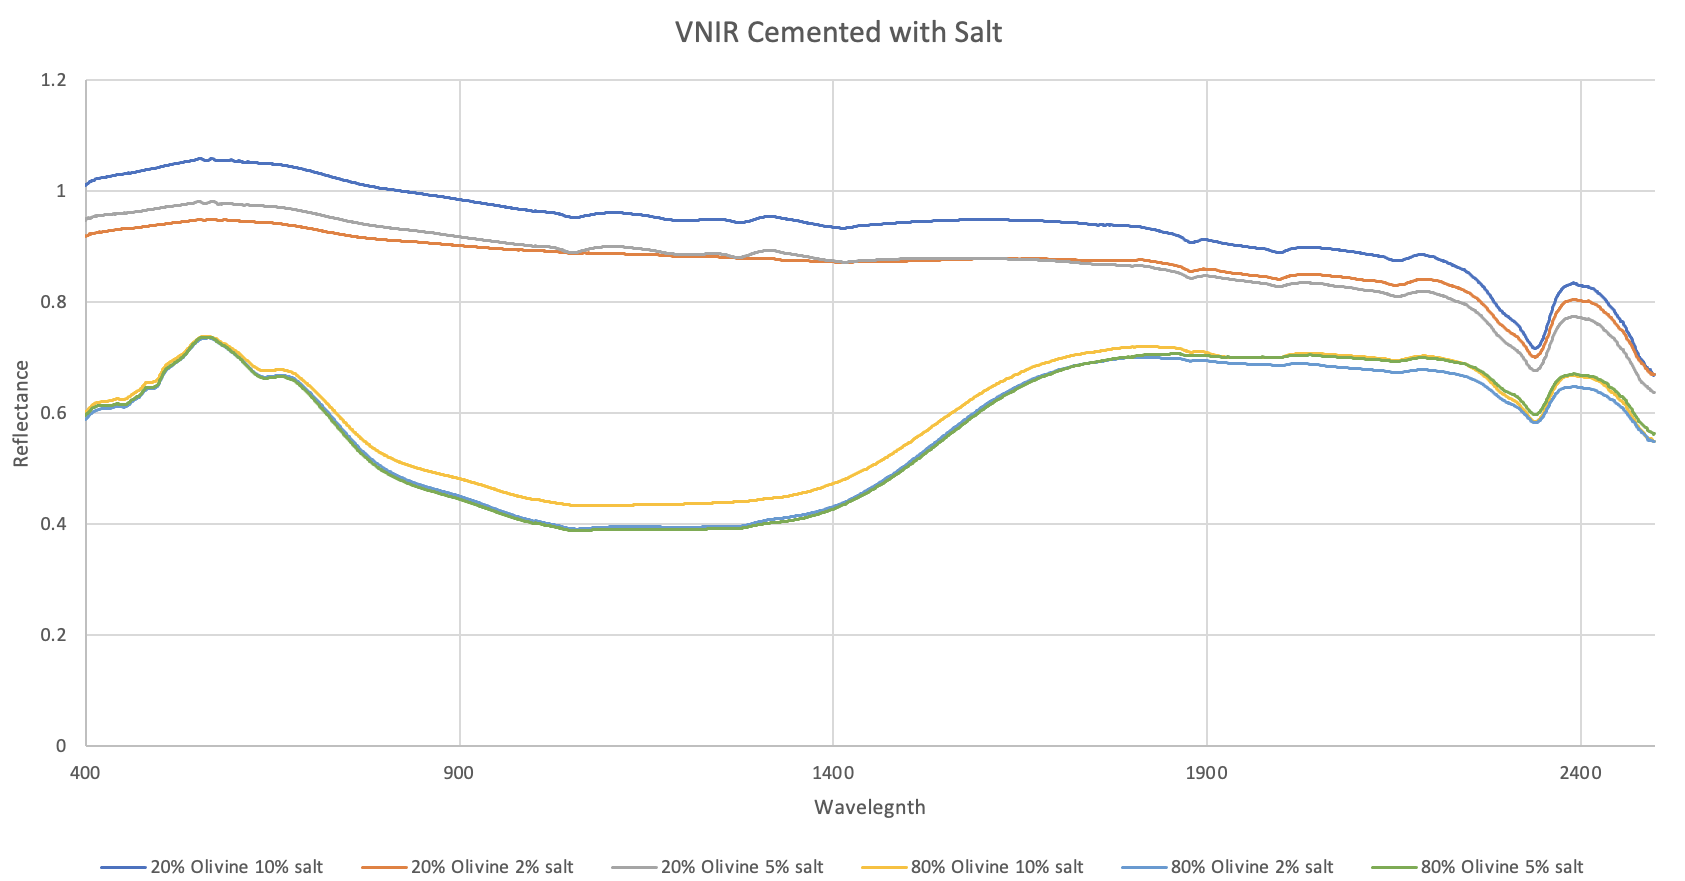 VNIR Cemented with Salt
1.2
1
0.8
0.6
0.4
0.2
0
Reflectance
400 900 1400 1900 2400
Wavelegnth
20% Olivine 10% salt 20% Olivine 2% salt 20% Olivine 5% salt 80% Olivine 10% salt 80% Olivine 2% salt 80% Olivine 5% salt